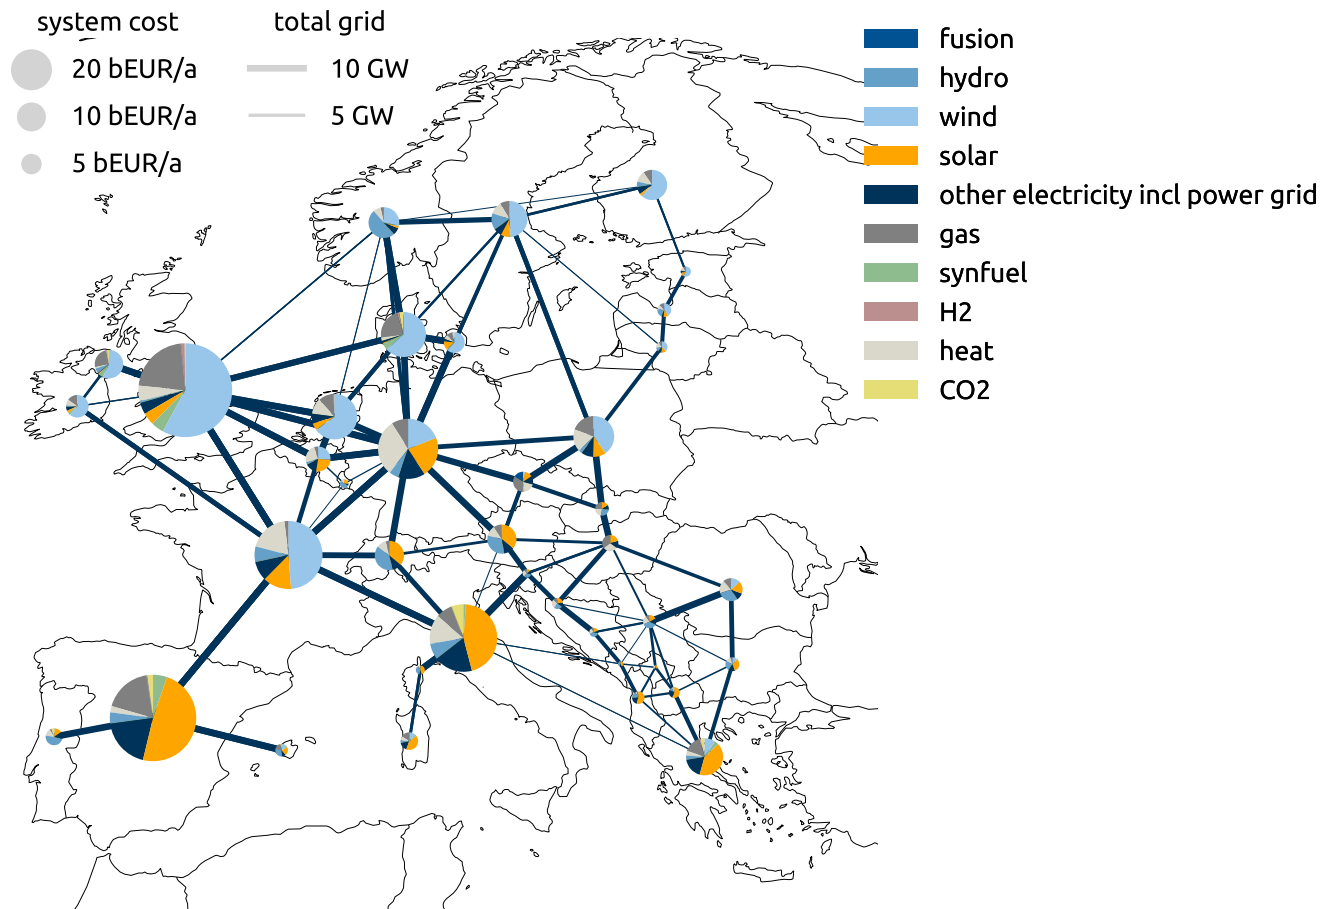 system cost
20 bEUR/a
10 bEUR/a
5 bEUR/a
total grid
10 GW
5 GW
fusion
hydro
wind
solar
other electricity incl power grid
gas
synfuel
H2
heat
CO2